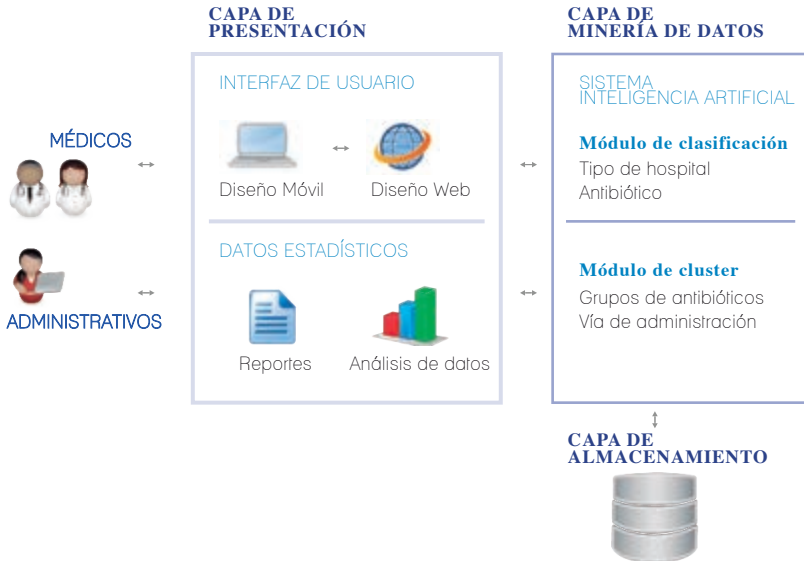 CAPA DE
PRESENTACIÓN
CAPA DE
MINERÍA DE DATOS
MÉDICOS
ADMINISTRATIVOS
INTERFAZ DE USUARIO
Diseño Móvil
Diseño Web
DATOS ESTADÍSTICOS
Reportes
Análisis de datos
SISTEMA
INTELIGENCIA ARTIFICIAL
Módulo de clasificación
Tipo de hospital
Antibiótico
Módulo de cluster
Grupos de antibióticos
Vía de administración
CAPA DE
ALMACENAMIENTO